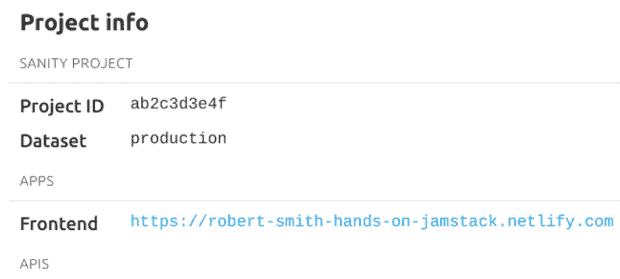 Project info
SANITY PROJECT
Project ID ab2c3d3e4f
Dataset production
APPS
Frontend https://robert-smith-hands-on-jamstack.netlify.com
APIS